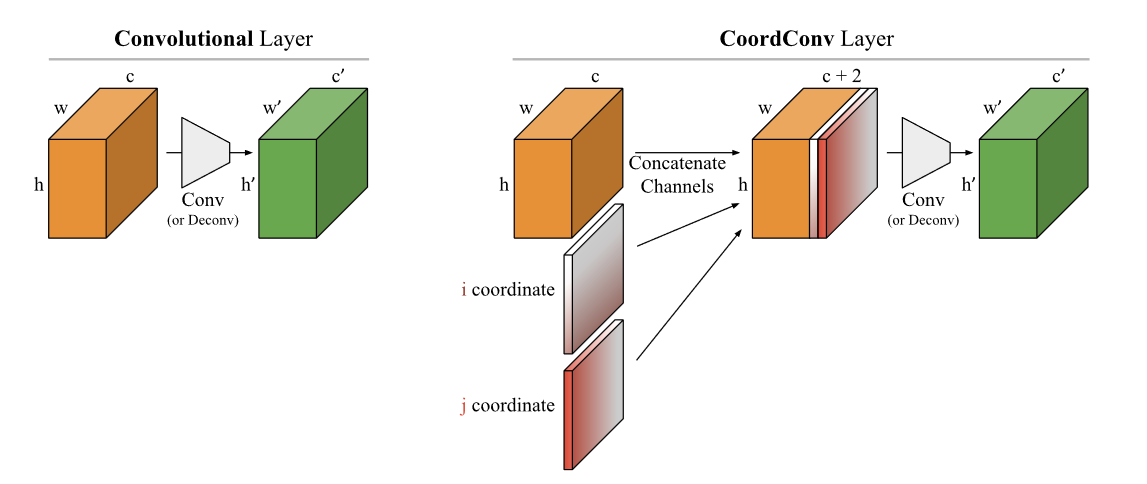 Convolutional Layer
c
w
h
Conv
(or Deconv)
c′
w′
h′
CoordConv Layer
c
w
h
i coordinate
j coordinate
Concatenate
Channels
c + 2
w
h
Conv
(or Deconv)
c′
w′
h′